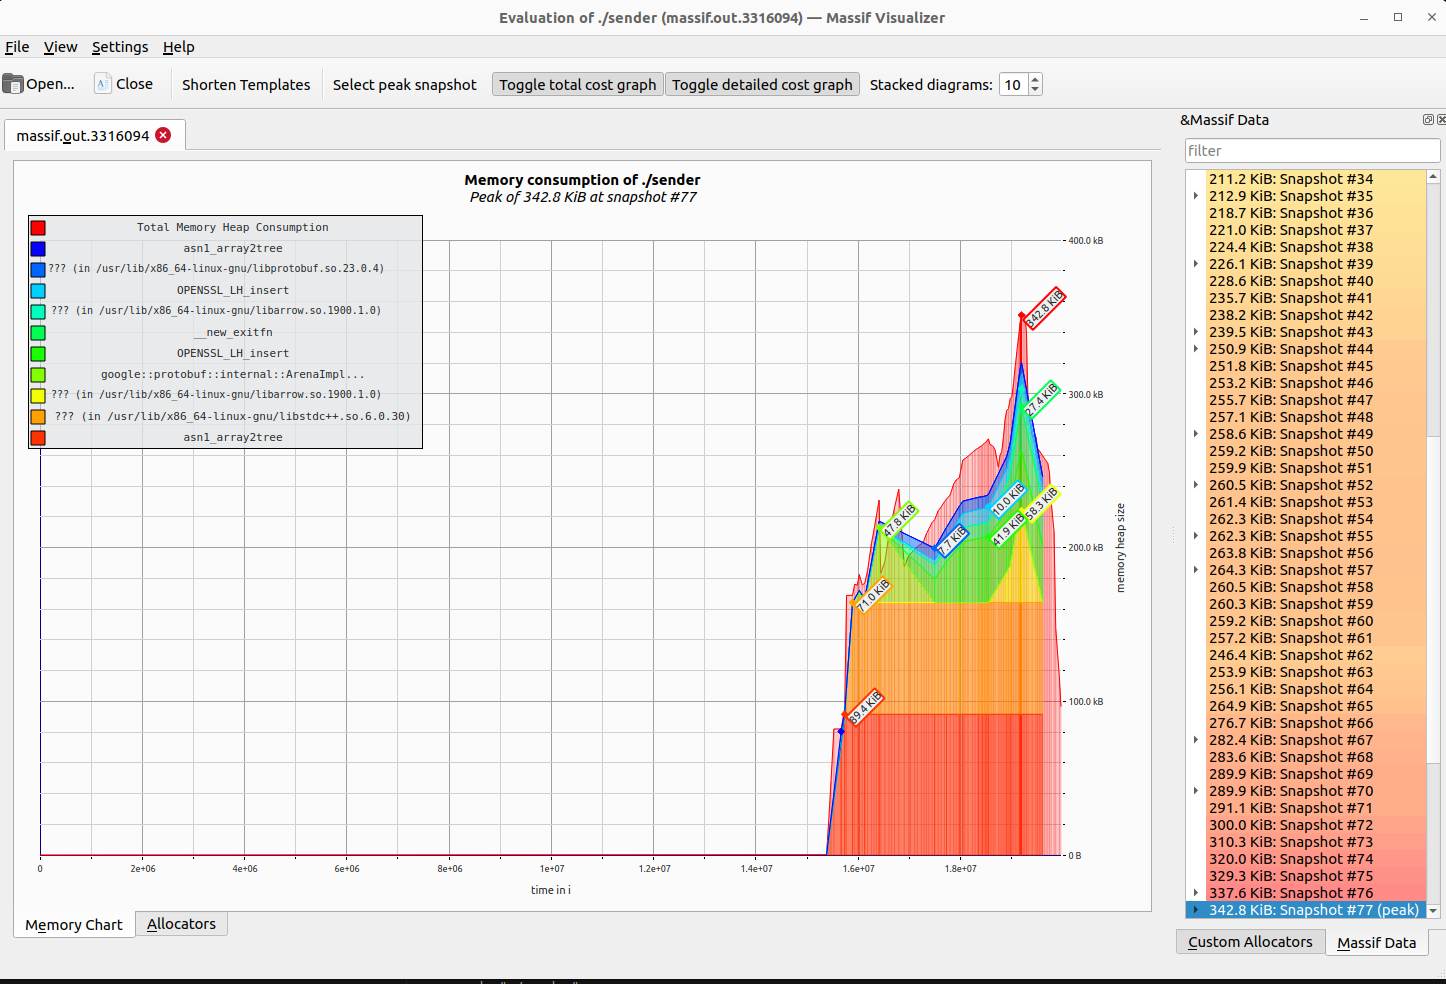 Evaluation of ./sender (massif.out.3316094) — Massif Visualizer
File View Settings Help
Open... Close Shorten Templates Select peak snapshot Toggle total cost graph Toggle detailed cost graph Stacked diagrams: 10
massif.out.3316094
Memory consumption of ./sender
Peak of 342.8 KiB at snapshot #77
Total Memory Heap Consumption
asn1_array2tree
??? (in /usr/lib/x86_64-linux-gnu/libprotobuf.so.23.0.4)
OPENSSL_LH_insert
??? (in /usr/lib/x86_64-linux-gnu/libarrow.so.1900.1.0)
__new_exitfn
OPENSSL_LH_insert
google::protobuf::internal::ArenaImpl...
??? (in /usr/lib/x86_64-linux-gnu/libarrow.so.1900.1.0)
??? (in /usr/lib/x86_64-linux-gnu/libstdc++.so.6.0.30)
asn1_array2tree
400.0 kB
300.0 kB
200.0 kB
100.0 kB
0 B
memory heap size
342.8 KiB
27.4 KiB
10.0 KiB
58.3 KiB
47.8 KiB
7.7 KiB
41.9 KiB
71.0 KiB
89.4 KiB
0 2e+06 4e+06 6e+06 8e+06 1e+07 1.2e+07 1.4e+07 1.6e+07 1.8e+07
time in i
Memory Chart Allocators
&Massif Data
filter
211.2 KiB: Snapshot #34
212.9 KiB: Snapshot #35
218.7 KiB: Snapshot #36
221.0 KiB: Snapshot #37
224.4 KiB: Snapshot #38
226.1 KiB: Snapshot #39
228.6 KiB: Snapshot #40
235.7 KiB: Snapshot #41
238.2 KiB: Snapshot #42
239.5 KiB: Snapshot #43
250.9 KiB: Snapshot #44
251.8 KiB: Snapshot #45
253.2 KiB: Snapshot #46
255.7 KiB: Snapshot #47
257.1 KiB: Snapshot #48
258.6 KiB: Snapshot #49
259.2 KiB: Snapshot #50
259.9 KiB: Snapshot #51
260.5 KiB: Snapshot #52
261.4 KiB: Snapshot #53
262.3 KiB: Snapshot #54
262.3 KiB: Snapshot #55
263.8 KiB: Snapshot #56
264.3 KiB: Snapshot #57
260.5 KiB: Snapshot #58
260.3 KiB: Snapshot #59
259.2 KiB: Snapshot #60
257.2 KiB: Snapshot #61
246.4 KiB: Snapshot #62
253.9 KiB: Snapshot #63
256.1 KiB: Snapshot #64
264.9 KiB: Snapshot #65
276.7 KiB: Snapshot #66
282.4 KiB: Snapshot #67
283.6 KiB: Snapshot #68
289.9 KiB: Snapshot #69
289.9 KiB: Snapshot #70
291.1 KiB: Snapshot #71
300.0 KiB: Snapshot #72
310.3 KiB: Snapshot #73
320.0 KiB: Snapshot #74
329.3 KiB: Snapshot #75
337.6 KiB: Snapshot #76
342.8 KiB: Snapshot #77 (peak)
Custom Allocators Massif Data